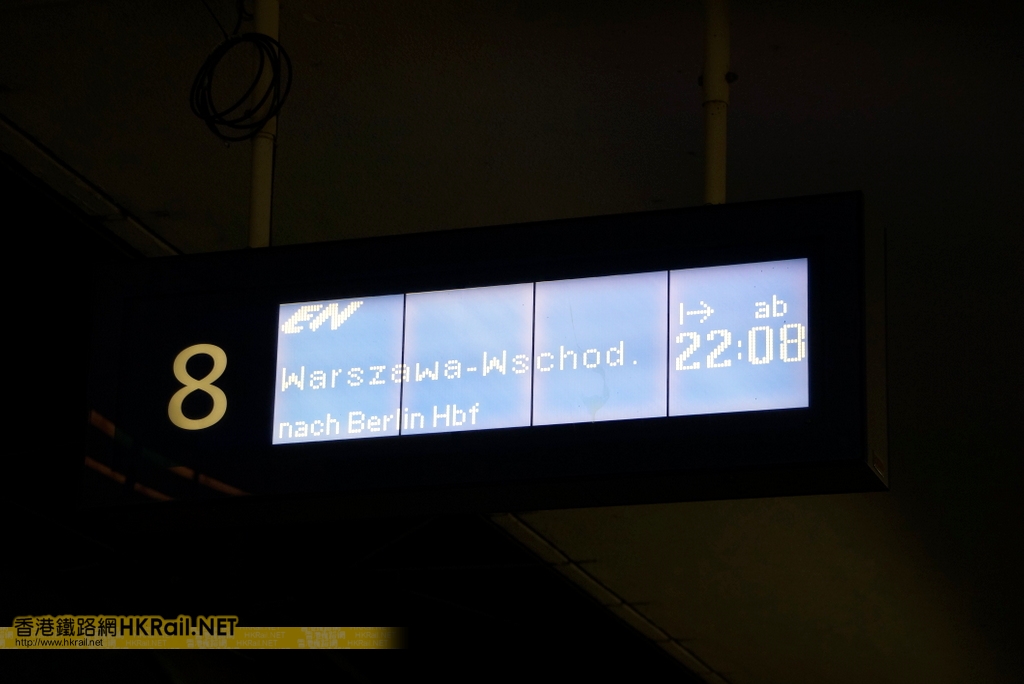 8
EN
Warszawa-Wschod.
nach Berlin Hbf
|→ ab
22:08
香港鐵路網HKRail.NET
http://www.hkrail.net